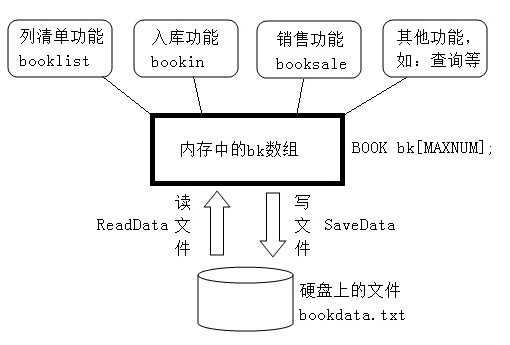 列清单功能
booklist
入库功能
bookin
销售功能
booksale
其他功能,
如: 查询等
内存中的bk数组
BOOK bk[MAXNUM];
读文件
ReadData
写文件
SaveData
硬盘上的文件
bookdata.txt